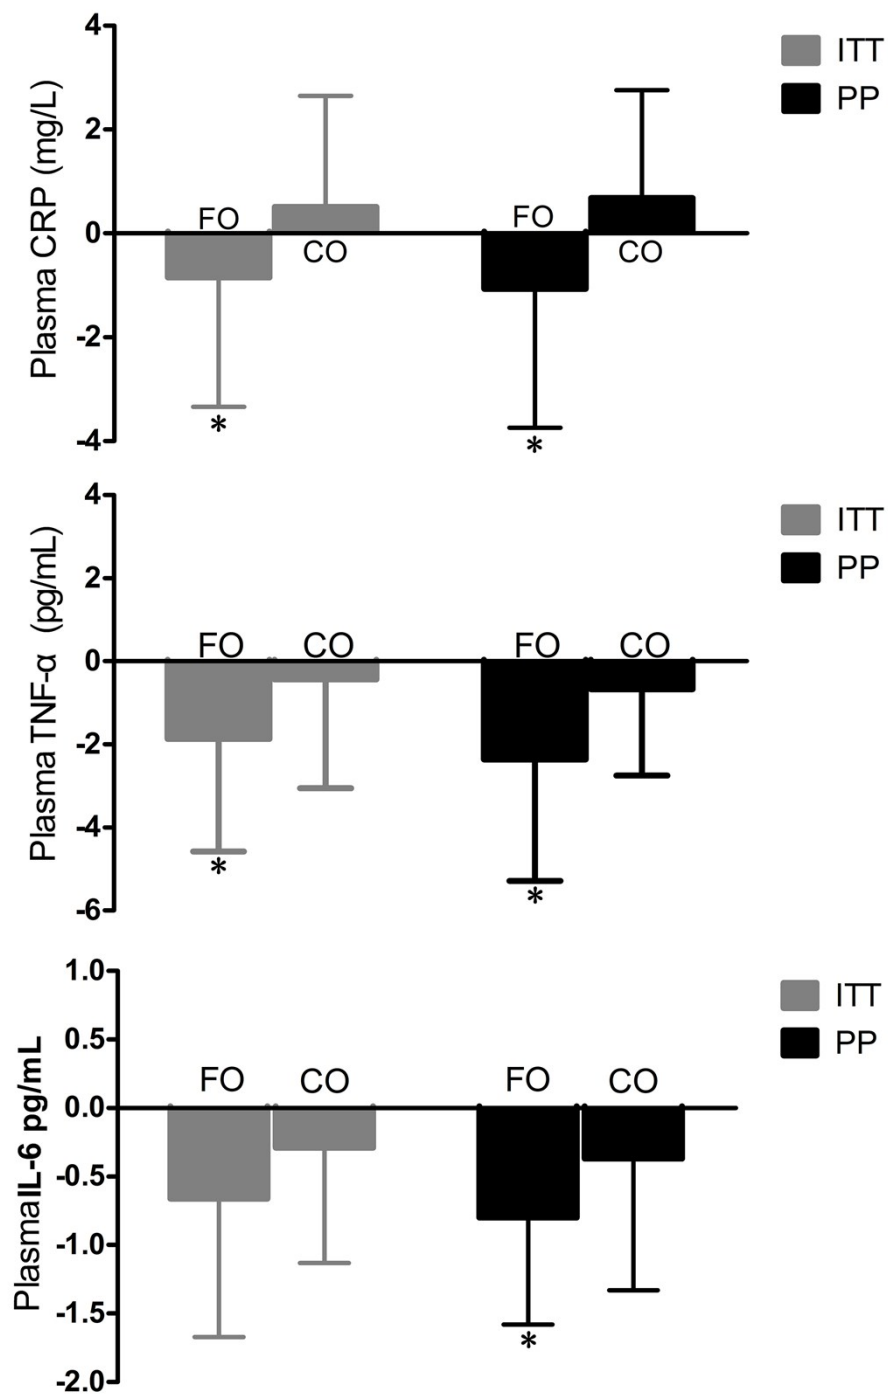 4
2
0
-2
-4
Plasma CRP (mg/L)
FO
CO
FO
CO
*
*
ITT
PP
4
2
0
-2
-4
-6
Plasma TNF-α (pg/mL)
FO
CO
FO
CO
*
*
ITT
PP
1.0
0.5
0.0
-0.5
-1.0
-1.5
-2.0
PlasmaIL-6 pg/mL
FO
CO
FO
CO
*
ITT
PP